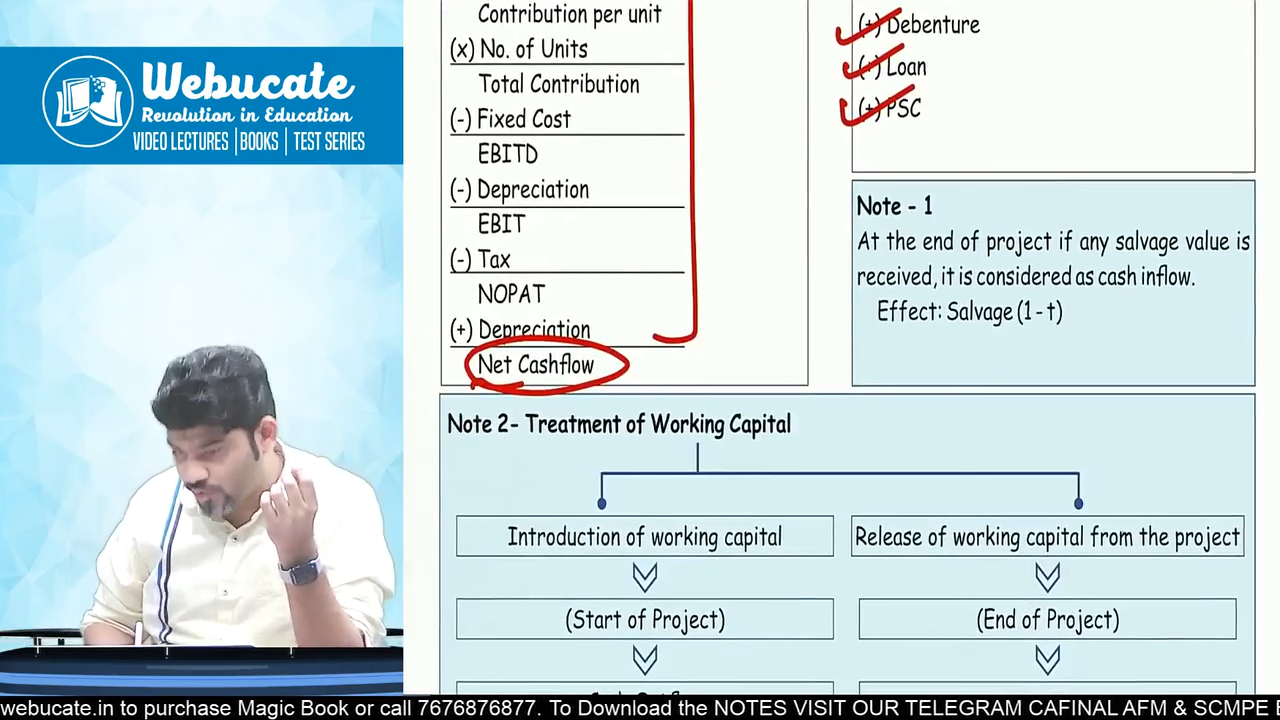 Webucate
Revolution in Education
VIDEO LECTURES | BOOKS | TEST SERIES
Contribution per unit
(x) No. of Units
Total Contribution
(-) Fixed Cost
EBITD
(-) Depreciation
EBIT
(-) Tax
NOPAT
(+) Depreciation
Net Cashflow
(+) Debenture
(+) Loan
(+) PSC
Note - 1
At the end of project if any salvage value is
received, it is considered as cash inflow.
Effect: Salvage (1 - t)
Note 2- Treatment of Working Capital
Introduction of working capital
(Start of Project)
Release of working capital from the project
(End of Project)
webucate.in to purchase Magic Book or call 7676876877. To Download the NOTES VISIT OUR TELEGRAM CAFINAL AFM & SCMPE